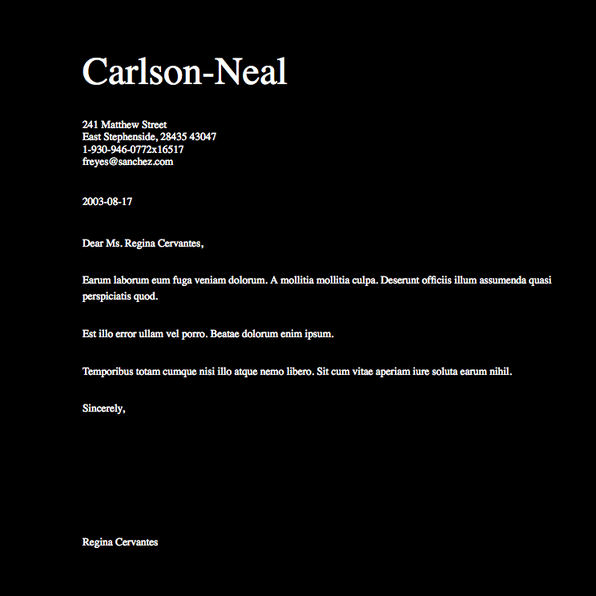 Carlson-Neal
241 Matthew Street
East Stephenside, 28435 43047
1-930-946-0772x16517
freyes@sanchez.com
2003-08-17
Dear Ms. Regina Cervantes,
Earum laborum eum fuga veniam dolorum. A mollitia mollitia culpa. Deserunt officiis illum assumenda quasi
perspiciatis quod.
Est illo error ullam vel porro. Beatae dolorum enim ipsum.
Temporibus totam cumque nisi illo atque nemo libero. Sit cum vitae aperiam iure soluta earum nihil.
Sincerely,
Regina Cervantes